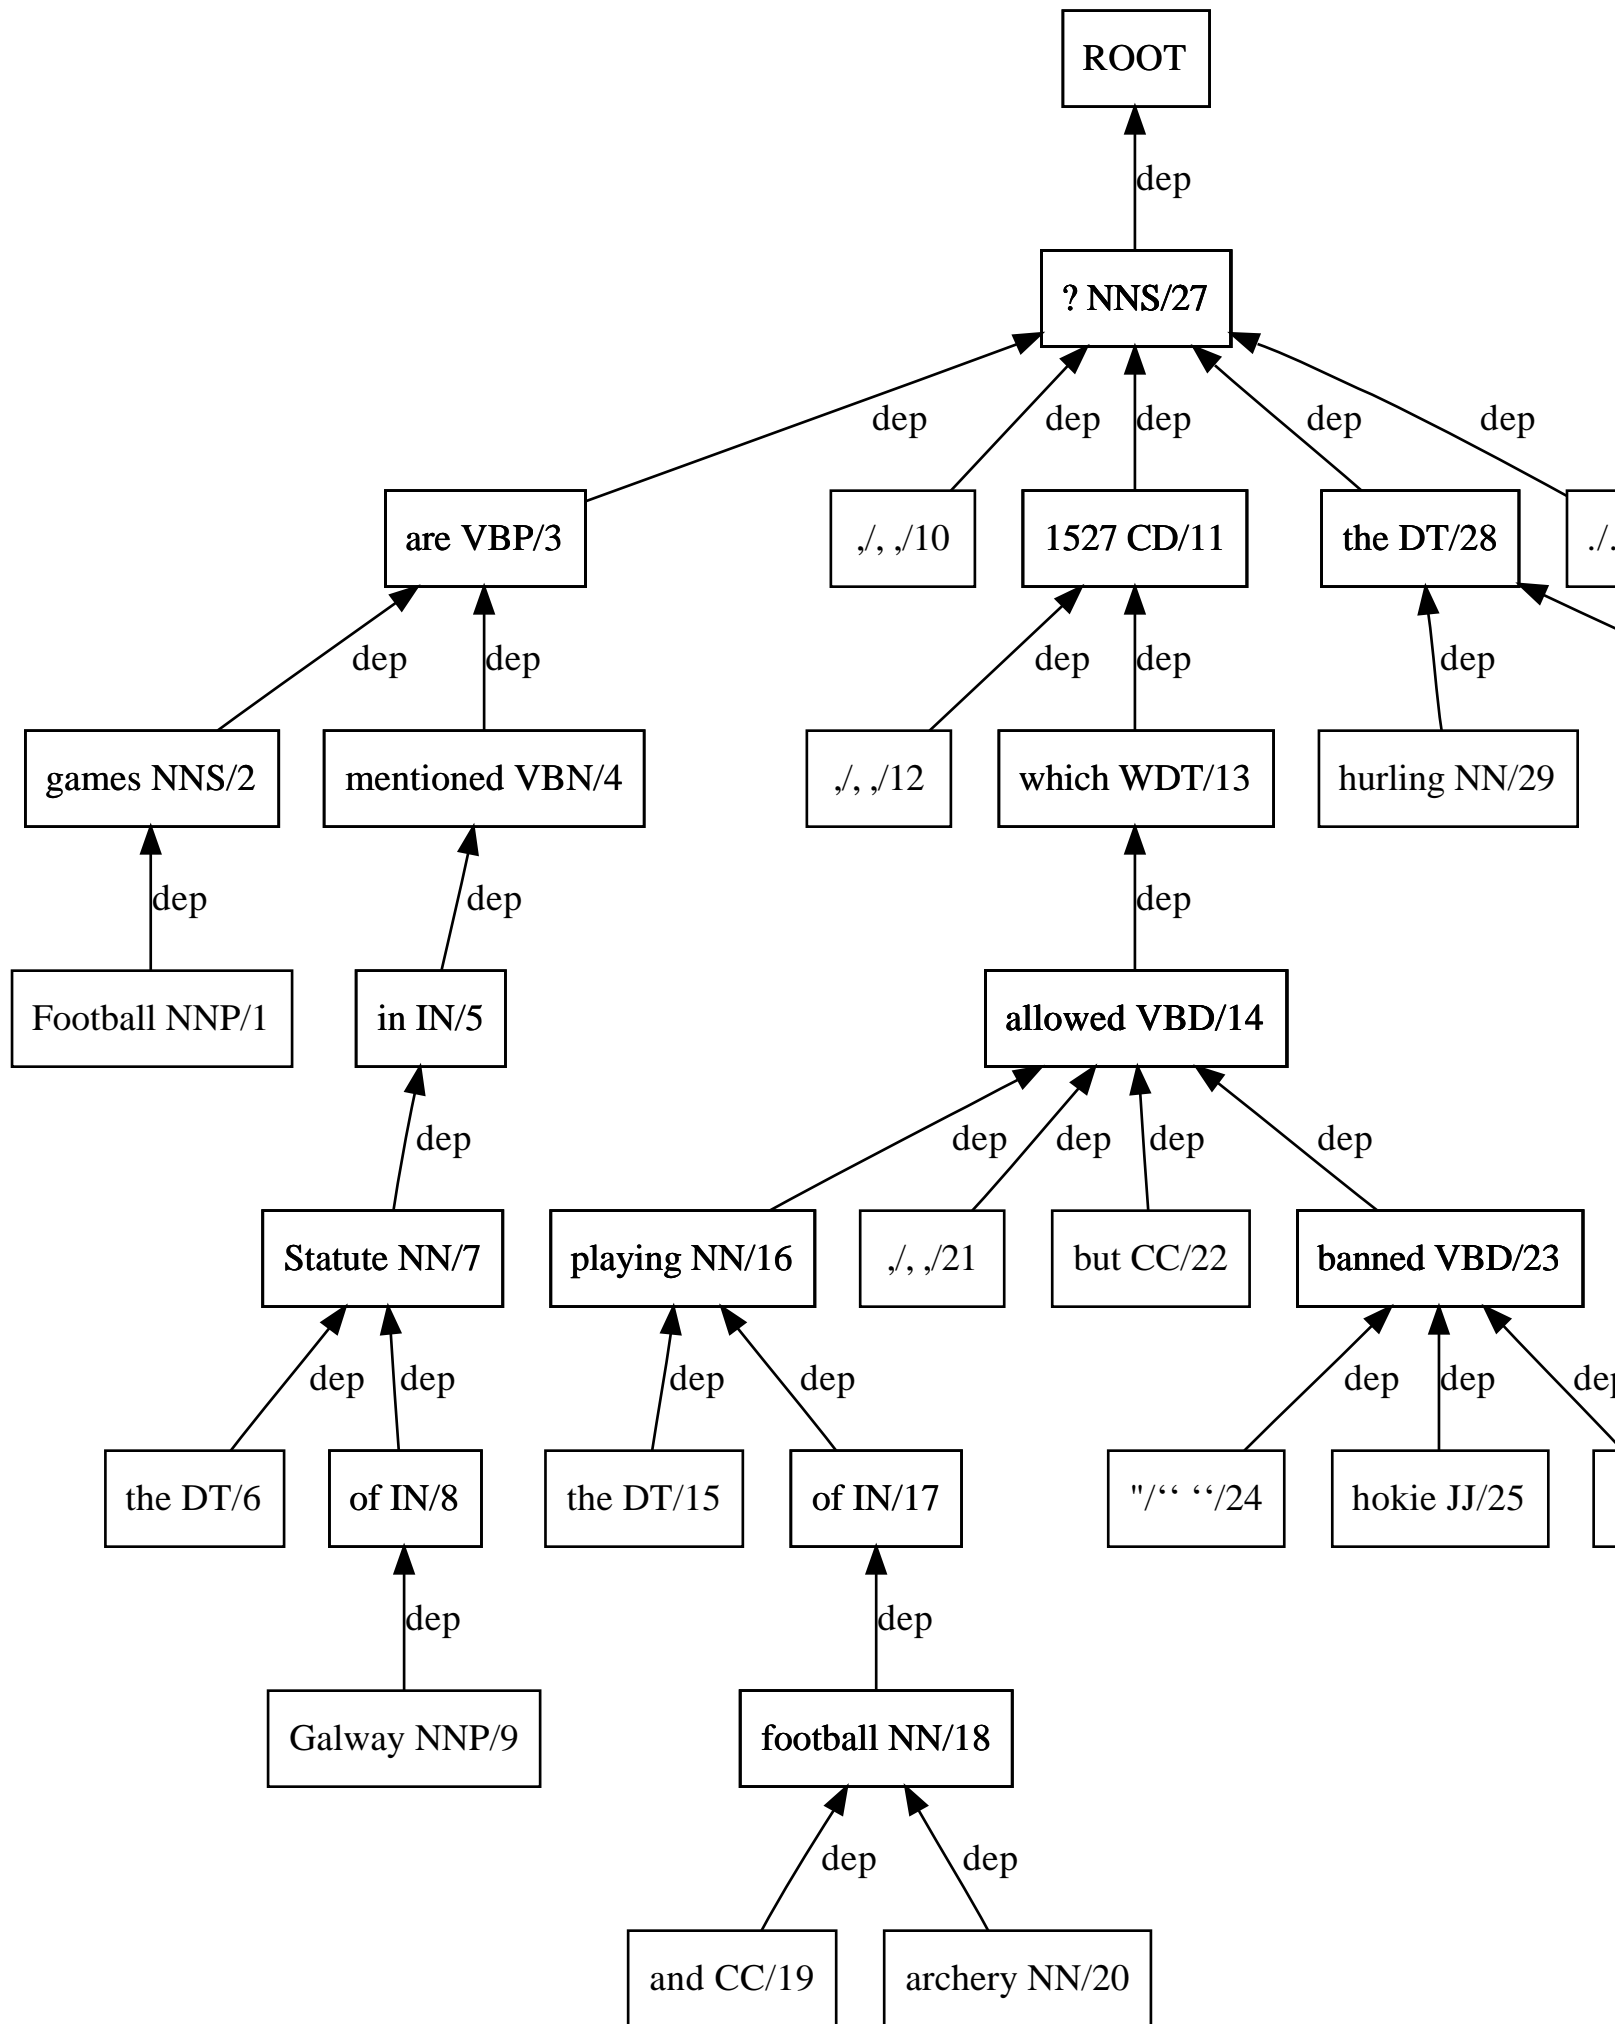 ROOT
dep
? NNS/27
dep dep dep dep dep
are VBP/3 ,/, ,/10 1527 CD/11 the DT/28 ./.
dep dep dep dep dep
games NNS/2 mentioned VBN/4 ,/, ,/12 which WDT/13 hurling NN/29
dep dep dep
Football NNP/1 in IN/5 allowed VBD/14
dep dep dep dep dep
Statute NN/7 playing NN/16 ,/, ,/21 but CC/22 banned VBD/23
dep dep dep dep dep dep dep
the DT/6 of IN/8 the DT/15 of IN/17 "/“ “/24 hokie JJ/25
dep dep
Galway NNP/9 football NN/18
dep dep
and CC/19 archery NN/20